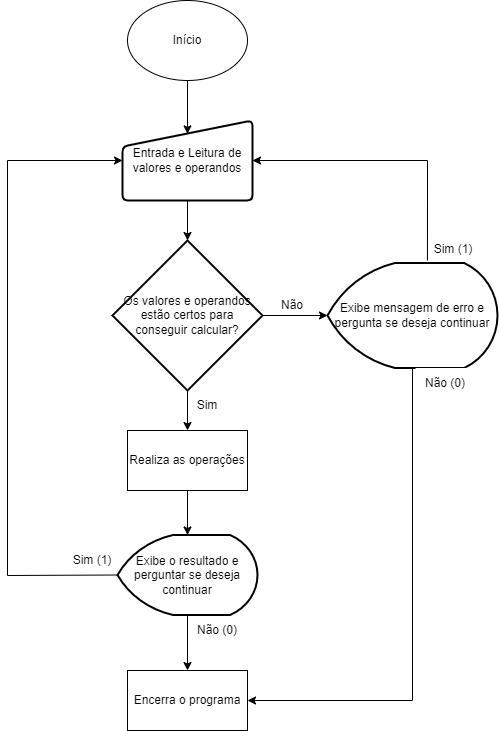 Início
Entrada e Leitura de
valores e operandos
Sim (1)
Os valores e operandos
estão certos para
conseguir calcular?
Não
Exibe mensagem de erro e
pergunta se deseja continuar
Não (0)
Sim
Realiza as operações
Sim (1)
Exibe o resultado e
perguntar se deseja
continuar
Não (0)
Encerra o programa